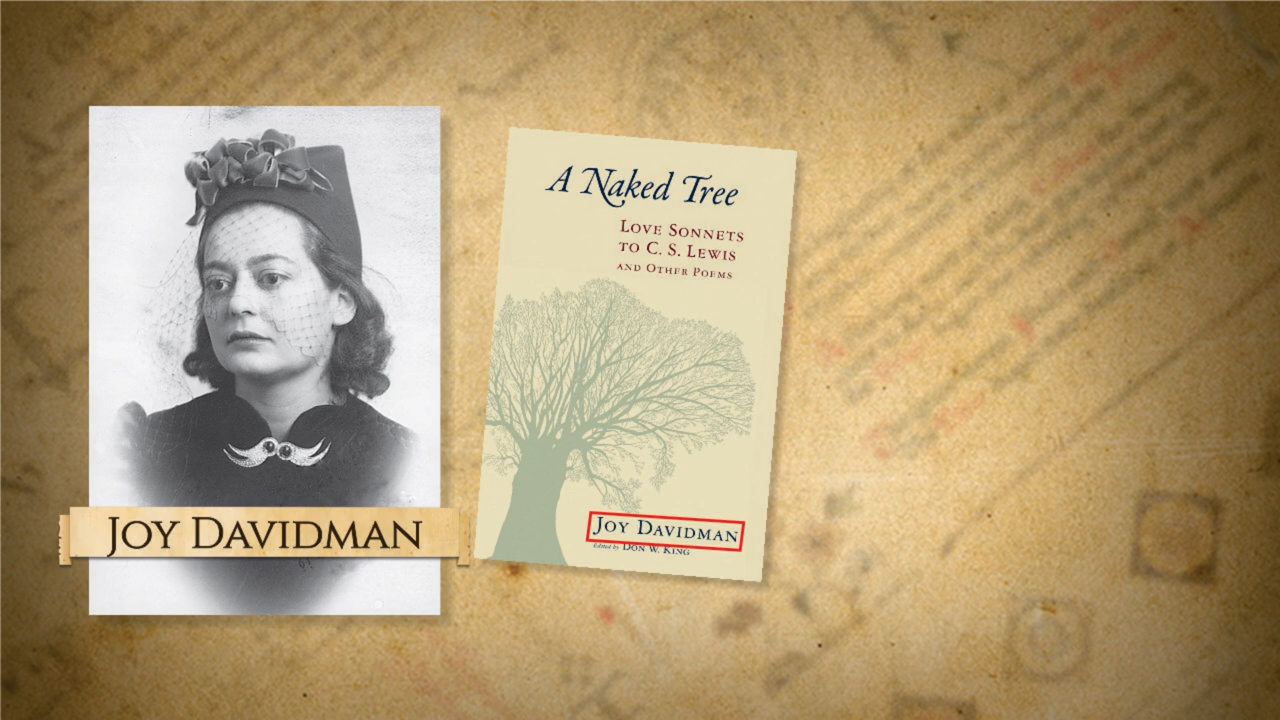 JOY DAVIDMAN
A Naked Tree
LOVE SONNETS
TO C. S. LEWIS
AND OTHER POEMS
JOY DAVIDMAN
Edited by DON W. KING